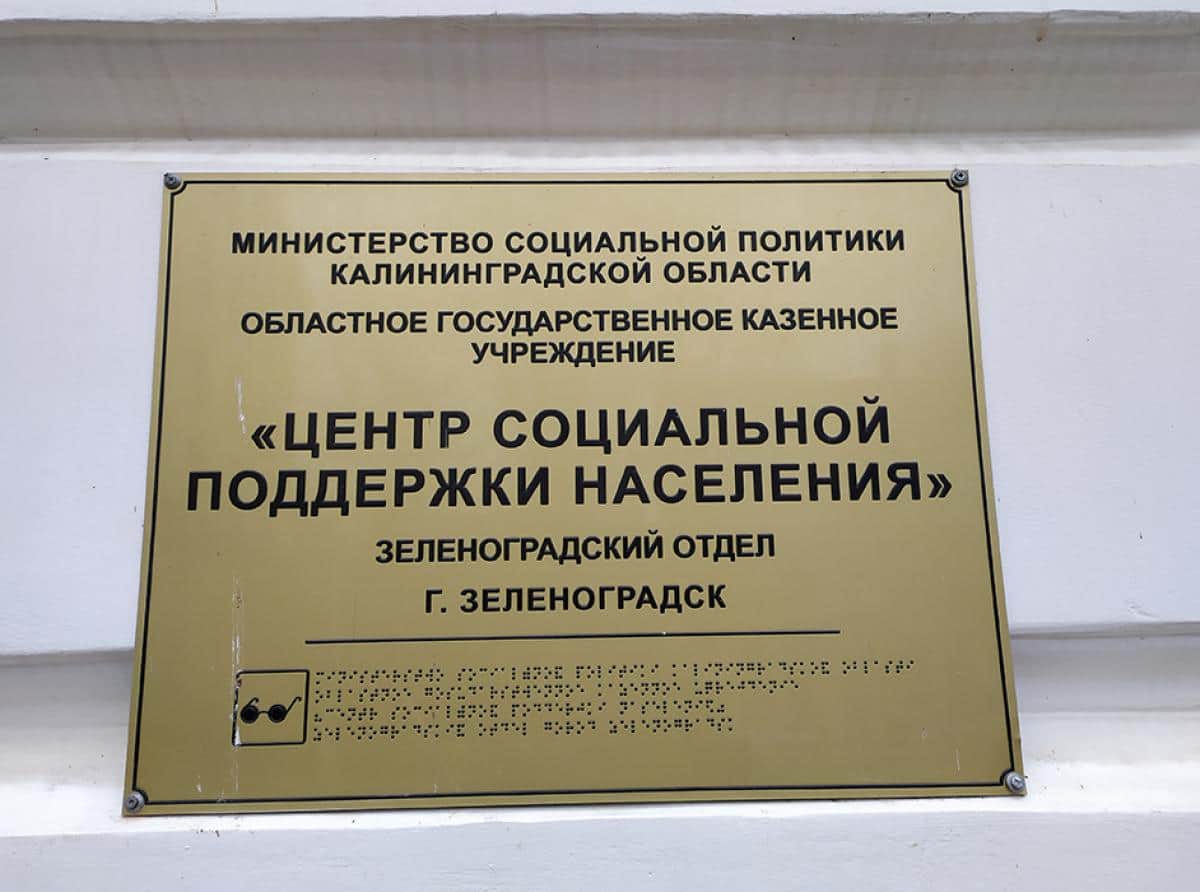 МИНИСТЕРСТВО СОЦИАЛЬНОЙ ПОЛИТИКИ
КАЛИНИНГРАДСКОЙ ОБЛАСТИ
ОБЛАСТНОЕ ГОСУДАРСТВЕННОЕ КАЗЕННОЕ
УЧРЕЖДЕНИЕ
«ЦЕНТР СОЦИАЛЬНОЙ
ПОДДЕРЖКИ НАСЕЛЕНИЯ»
ЗЕЛЕНОГРАДСКИЙ ОТДЕЛ
Г. ЗЕЛЕНОГРАДСК